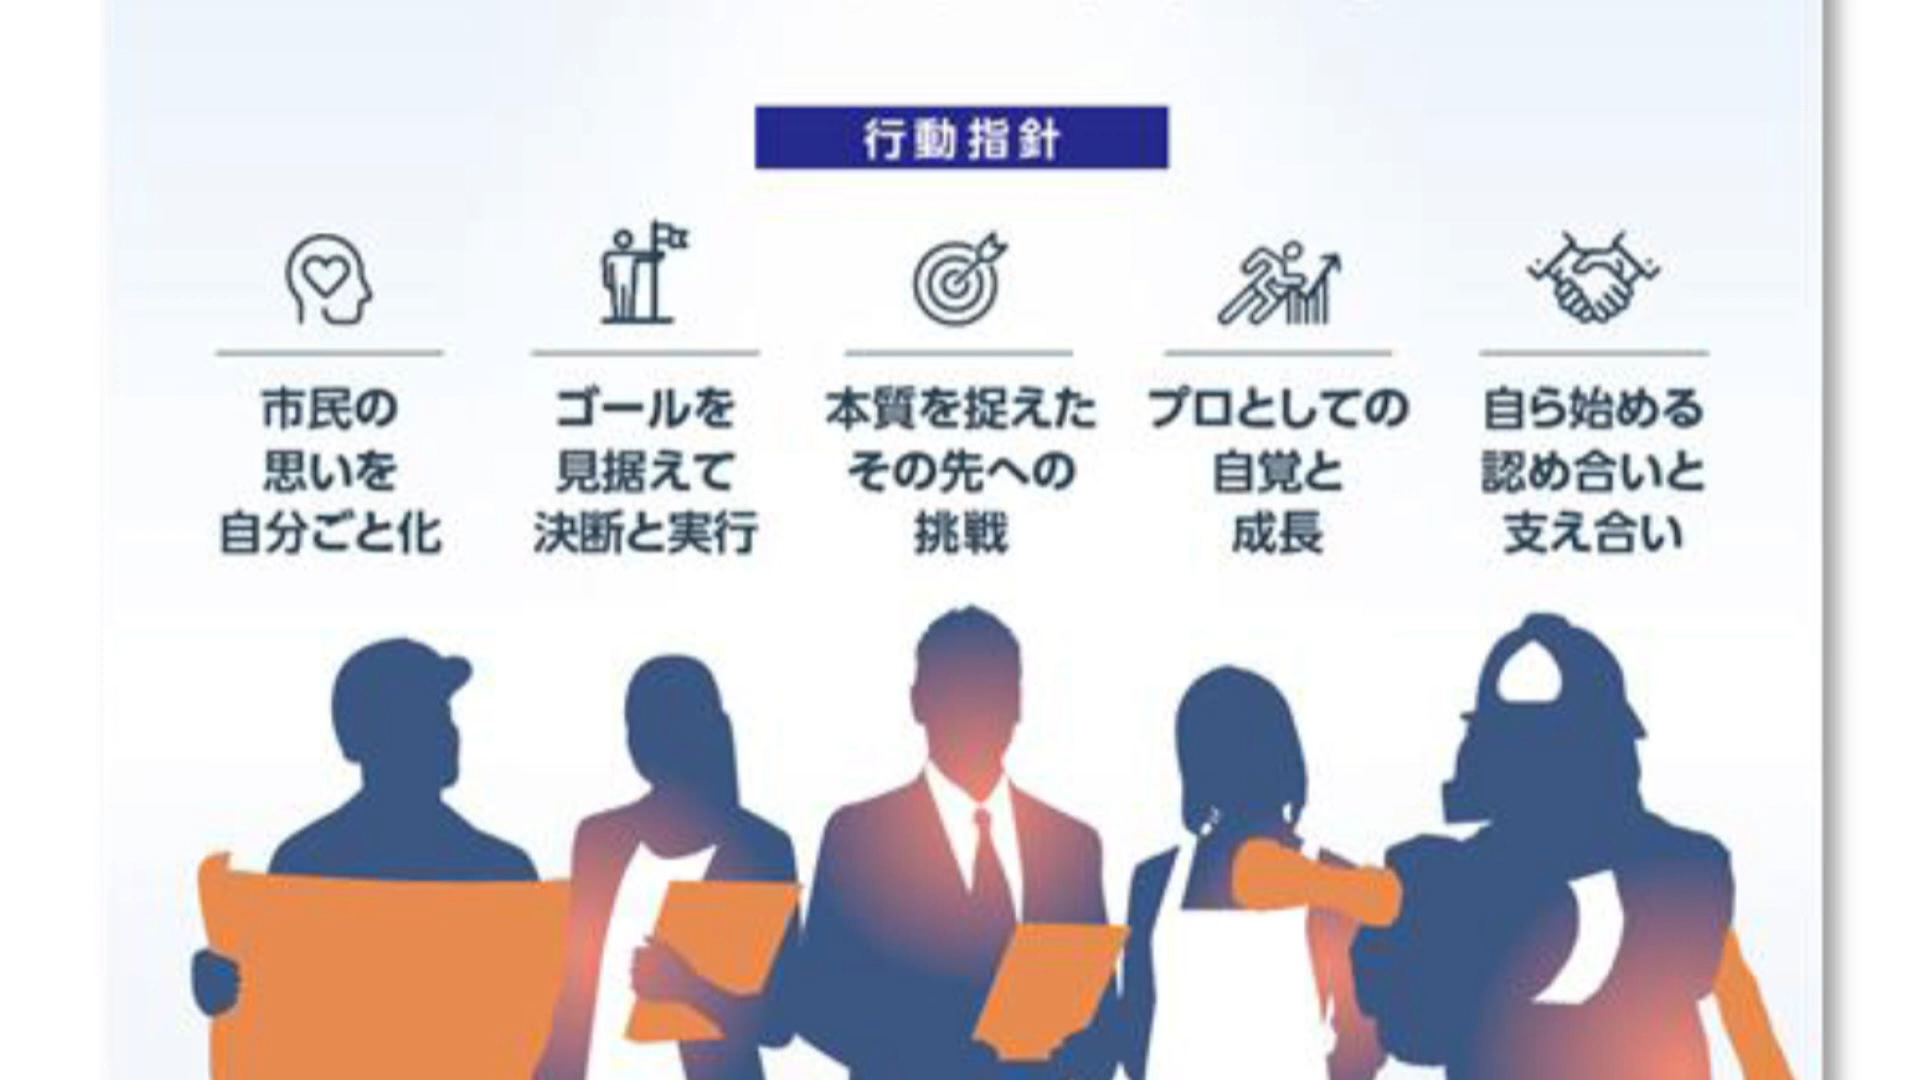 行動指針
市民の
思いを
自分ごと化
ゴールを
見据えて
決断と実行
本質を捉えた
その先への
挑戦
プロとしての
自覚と
成長
自ら始める
認め合いと
支え合い